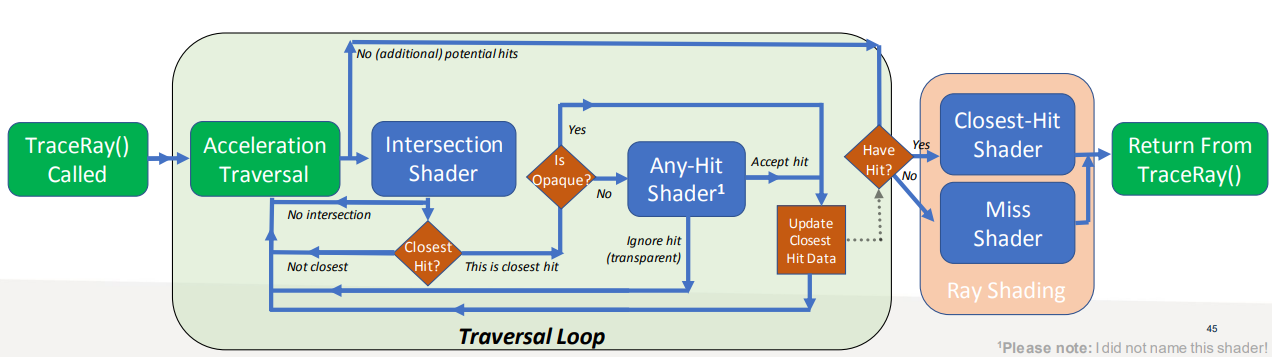 No (additional) potential hits
TraceRay()
Called
Acceleration
Traversal
Intersection
Shader
No intersection
Closest
Hit?
Not closest
This is closest hit
Is
Opaque?
Yes
No
Any-Hit
Shader1
Accept hit
Ignore hit
(transparent)
Update
Closest
Hit Data
Have
Hit?
Yes
No
Closest-Hit
Shader
Miss
Shader
Ray Shading
Return From
TraceRay()
Traversal Loop
45
1Please note: I did not name this shader!